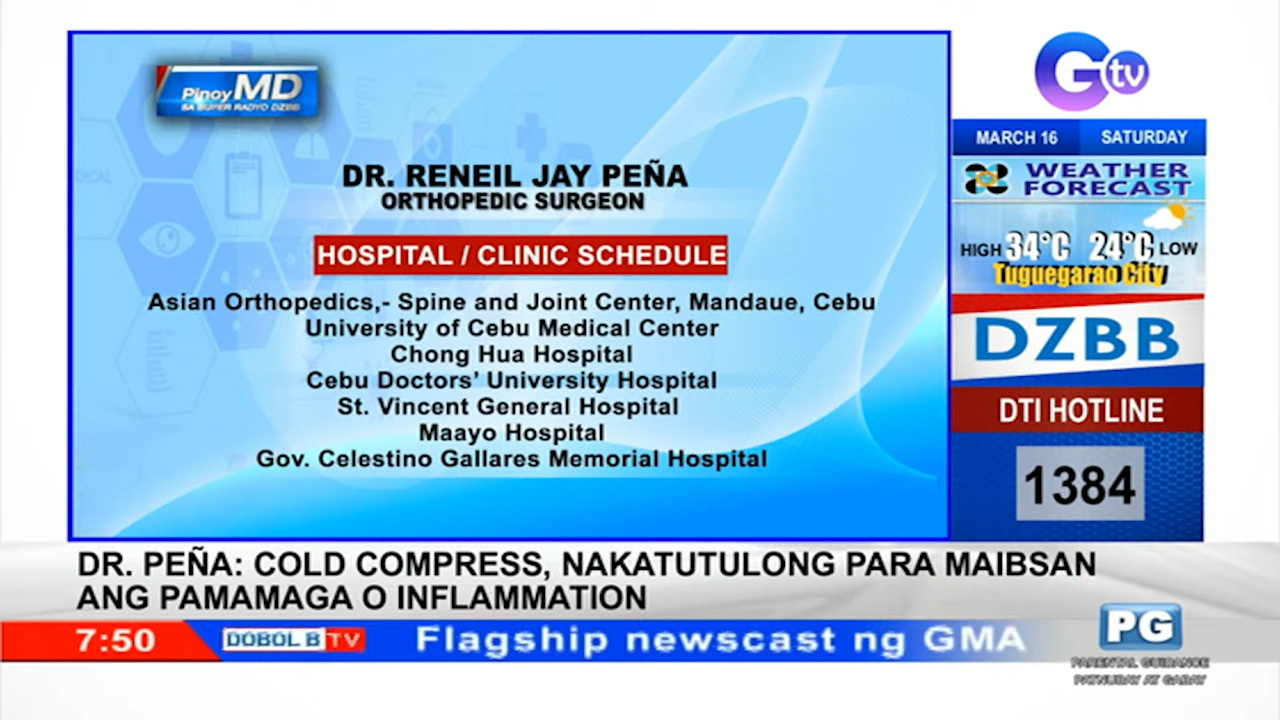 Pinoy MD
SA SUPER RADYO DZBB
DR. RENEIL JAY PEÑA
ORTHOPEDIC SURGEON
HOSPITAL / CLINIC SCHEDULE
Asian Orthopedics,- Spine and Joint Center, Mandaue, Cebu
University of Cebu Medical Center
Chong Hua Hospital
Cebu Doctors' University Hospital
St. Vincent General Hospital
Maayo Hospital
Gov. Celestino Gallares Memorial Hospital
Gtv
MARCH 16 SATURDAY
WEATHER
FORECAST
HIGH 34°C 24°C LOW
Tuguegarao City
DZBB
DTI HOTLINE
1384
DR. PEÑA: COLD COMPRESS, NAKATUTULONG PARA MAIBSAN
ANG PAMAMAGA O INFLAMMATION
7:50 DOBOL B TV Flagship newscast ng GMA
PG
PARENTAL GUIDANCE
PATNUBAY AT GABAY